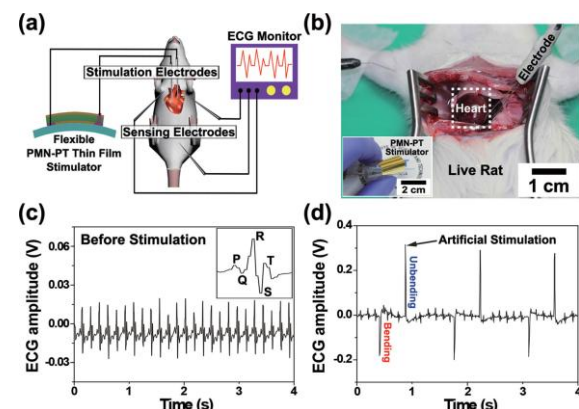 (a)
ECG Monitor
Stimulation Electrodes
Sensing Electrodes
Flexible
PMN-PT Thin Film
Stimulator
(b)
Electrode
Heart
PMN-PT
Stimulator
2 cm
Live Rat
1 cm
(c)
Before Stimulation
R
P
T
Q
S
ECG amplitude (V)
0.06
0.03
0.00
-0.03
0
1
2
3
4
Time (s)
(d)
Artificial Stimulation
Unbending
Bending
ECG amplitude (V)
0.4
0.2
0.0
-0.2
0
1
2
3
4
Time (s)